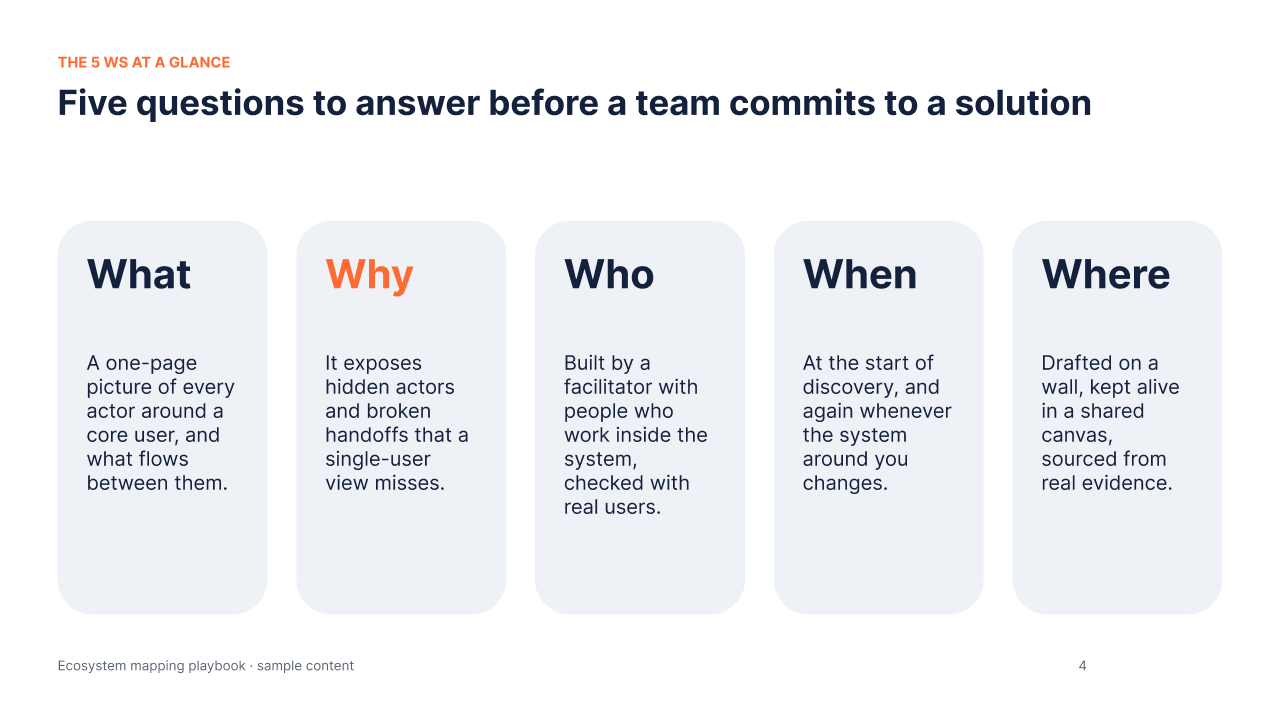 THE 5 WS AT A GLANCE
Five questions to answer before a team commits to a solution
What
A one-page
picture of every
actor around a
core user, and
what flows
between them.
Why
It exposes
hidden actors
and broken
handoffs that a
single-user
view misses.
Who
Built by a
facilitator with
people who
work inside the
system,
checked with
real users.
When
At the start of
discovery, and
again whenever
the system
around you
changes.
Where
Drafted on a
wall, kept alive
in a shared
canvas,
sourced from
real evidence.
Ecosystem mapping playbook · sample content
4